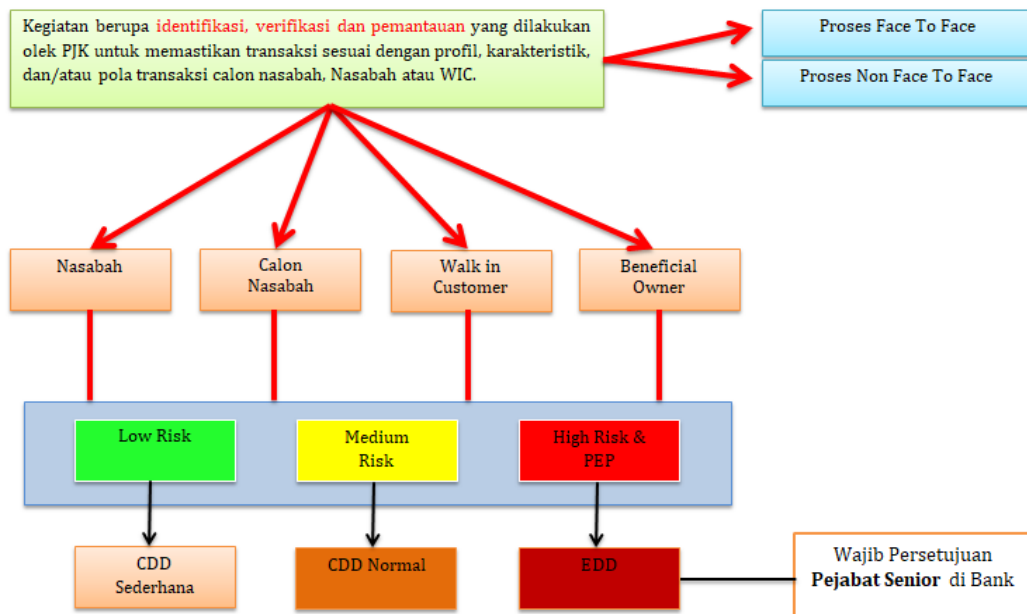 Kegiatan berupa identifikasi, verifikasi dan pemantauan yang dilakukan
olek PJK untuk memastikan transaksi sesuai dengan profil, karakteristik,
dan/atau pola transaksi calon nasabah, Nasabah atau WIC.
Proses Face To Face
Proses Non Face To Face
Nasabah
Calon
Nasabah
Walk in
Customer
Beneficial
Owner
Low Risk
Medium
Risk
High Risk &
PEP
CDD
Sederhana
CDD Normal
EDD
Wajib Persetujuan
Pejabat Senior di Bank